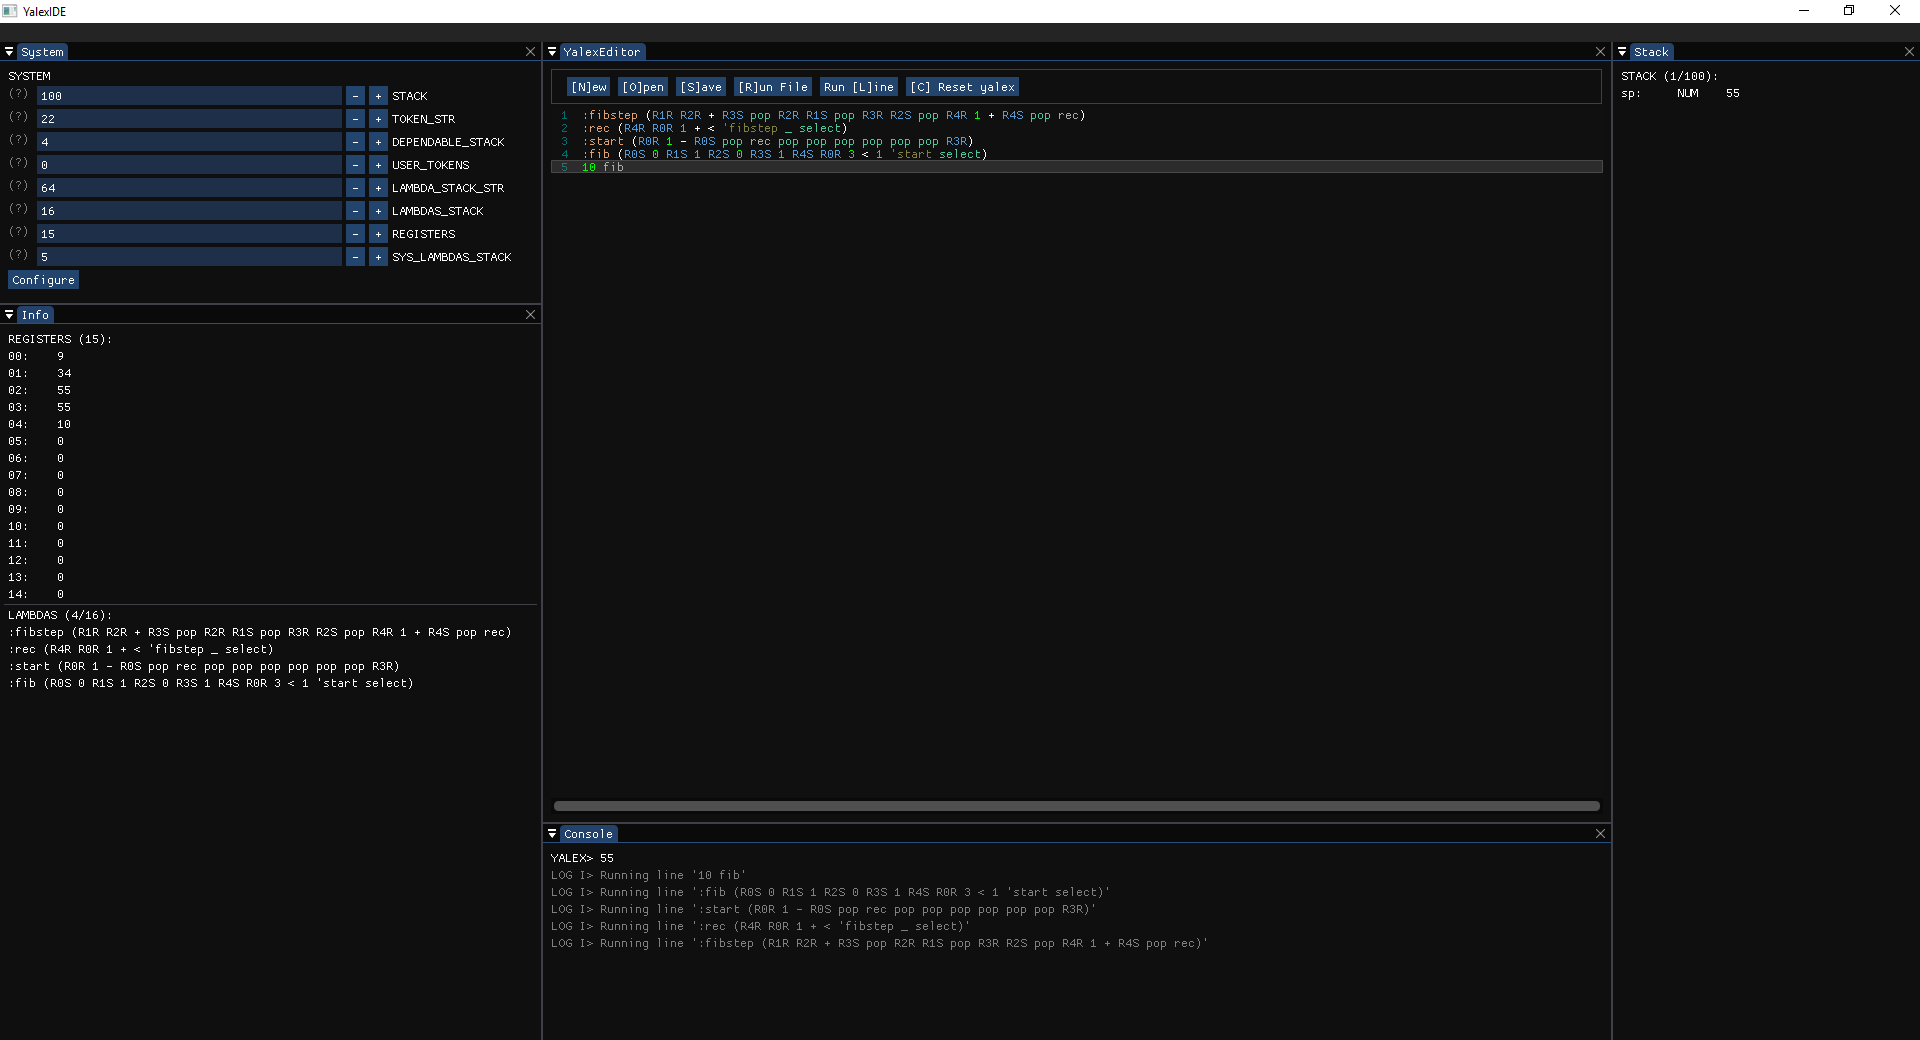 YalexIDE
System
SYSTEM
(?) 100 - + STACK
(?) 22 - + TOKEN_STR
(?) 4 - + DEPENDABLE_STACK
(?) 0 - + USER_TOKENS
(?) 64 - + LAMBDA_STACK_STR
(?) 16 - + LAMBDAS_STACK
(?) 15 - + REGISTERS
(?) 5 - + SYS_LAMBDAS_STACK
Configure
Info
REGISTERS (15):
00: 9
01: 34
02: 55
03: 55
04: 10
05: 0
06: 0
07: 0
08: 0
09: 0
10: 0
11: 0
12: 0
13: 0
14: 0
LAMBDAS (4/16):
:fibstep (R1R R2R + R3S pop R2R R1S pop R3R R2S pop R4R 1 + R4S pop rec)
:rec (R4R R0R 1 + < 'fibstep _ select)
:start (R0R 1 - R0S pop rec pop pop pop pop pop pop R3R)
:fib (R0S 0 R1S 1 R2S 0 R3S 1 R4S R0R 3 < 1 'start select)
YalexEditor
[N]ew [O]pen [S]ave [R]un File Run [L]ine [C] Reset yalex
1 :fibstep (R1R R2R + R3S pop R2R R1S pop R3R R2S pop R4R 1 + R4S pop rec)
2 :rec (R4R R0R 1 + < 'fibstep _ select)
3 :start (R0R 1 - R0S pop rec pop pop pop pop pop pop R3R)
4 :fib (R0S 0 R1S 1 R2S 0 R3S 1 R4S R0R 3 < 1 'start select)
5 10 fib
Console
YALEX> 55
LOG I> Running line '10 fib'
LOG I> Running line ':fib (R0S 0 R1S 1 R2S 0 R3S 1 R4S R0R 3 < 1 'start select)'
LOG I> Running line ':start (R0R 1 - R0S pop rec pop pop pop pop pop pop R3R)'
LOG I> Running line ':rec (R4R R0R 1 + < 'fibstep _ select)'
LOG I> Running line ':fibstep (R1R R2R + R3S pop R2R R1S pop R3R R2S pop R4R 1 + R4S pop rec)'
Stack
STACK (1/100):
sp: NUM 55